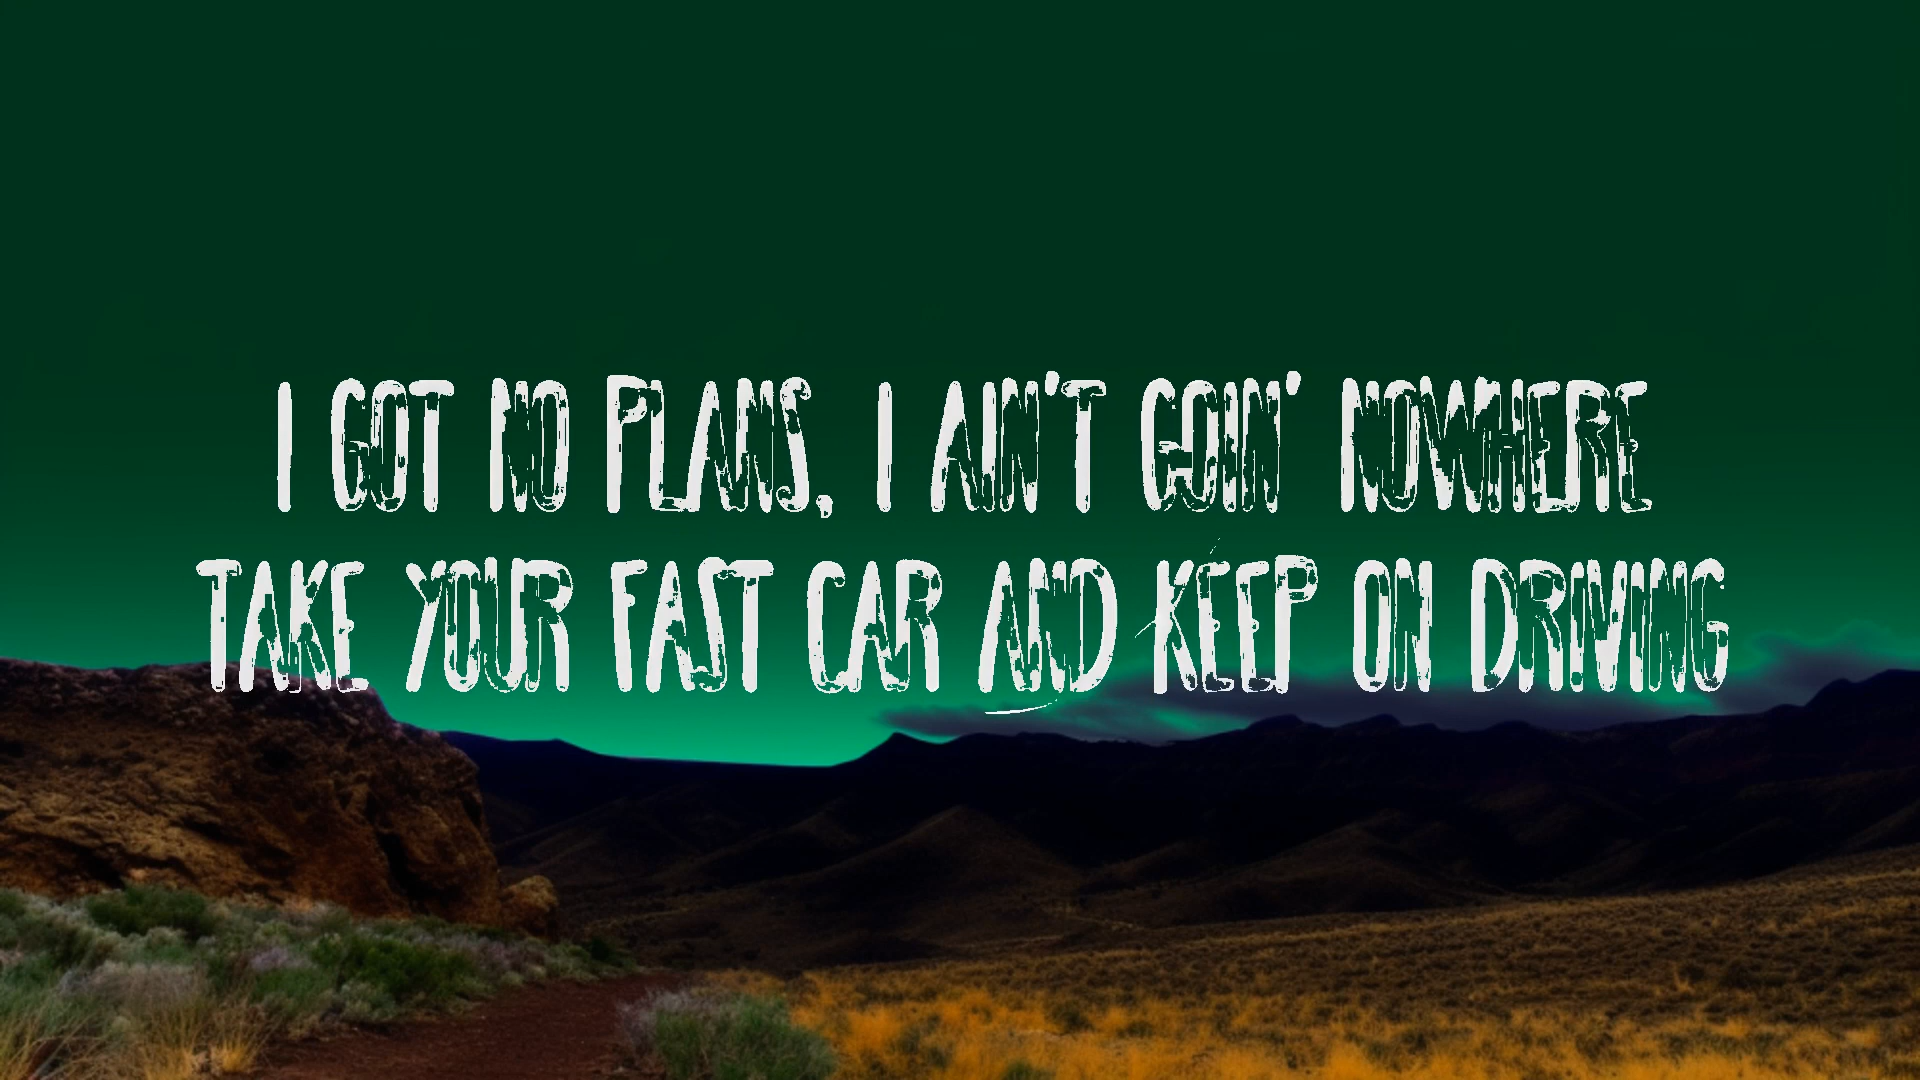 I GOT NO PLANS, I AIN'T GOIN' NOWHERE
TAKE YOUR FAST CAR AND KEEP ON DRIVING